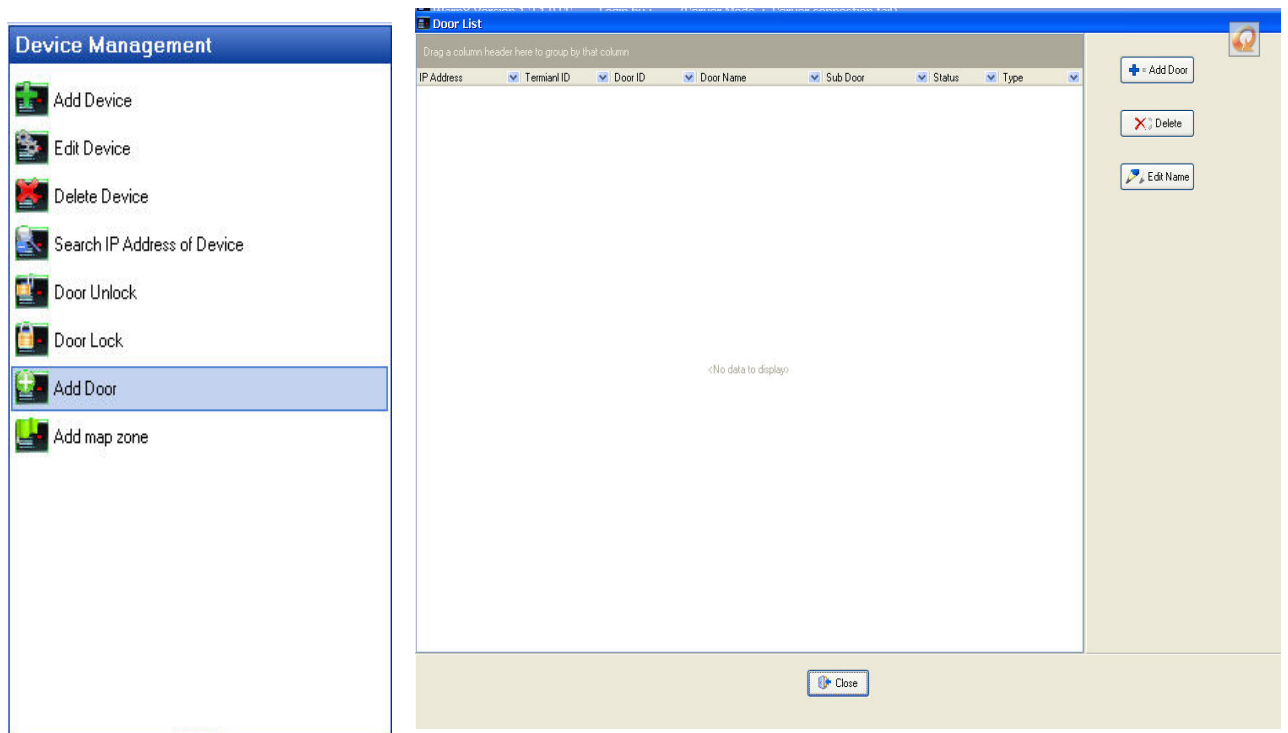 Device Management
Add Device
Edit Device
Delete Device
Search IP Address of Device
Door Unlock
Door Lock
Add Door
Add map zone
Door List
Drag a column header here to group by that column
IP Address Termianl ID Door ID Door Name Sub Door Status Type
<No data to display>
Add Door
Delete
Edit Name
Close